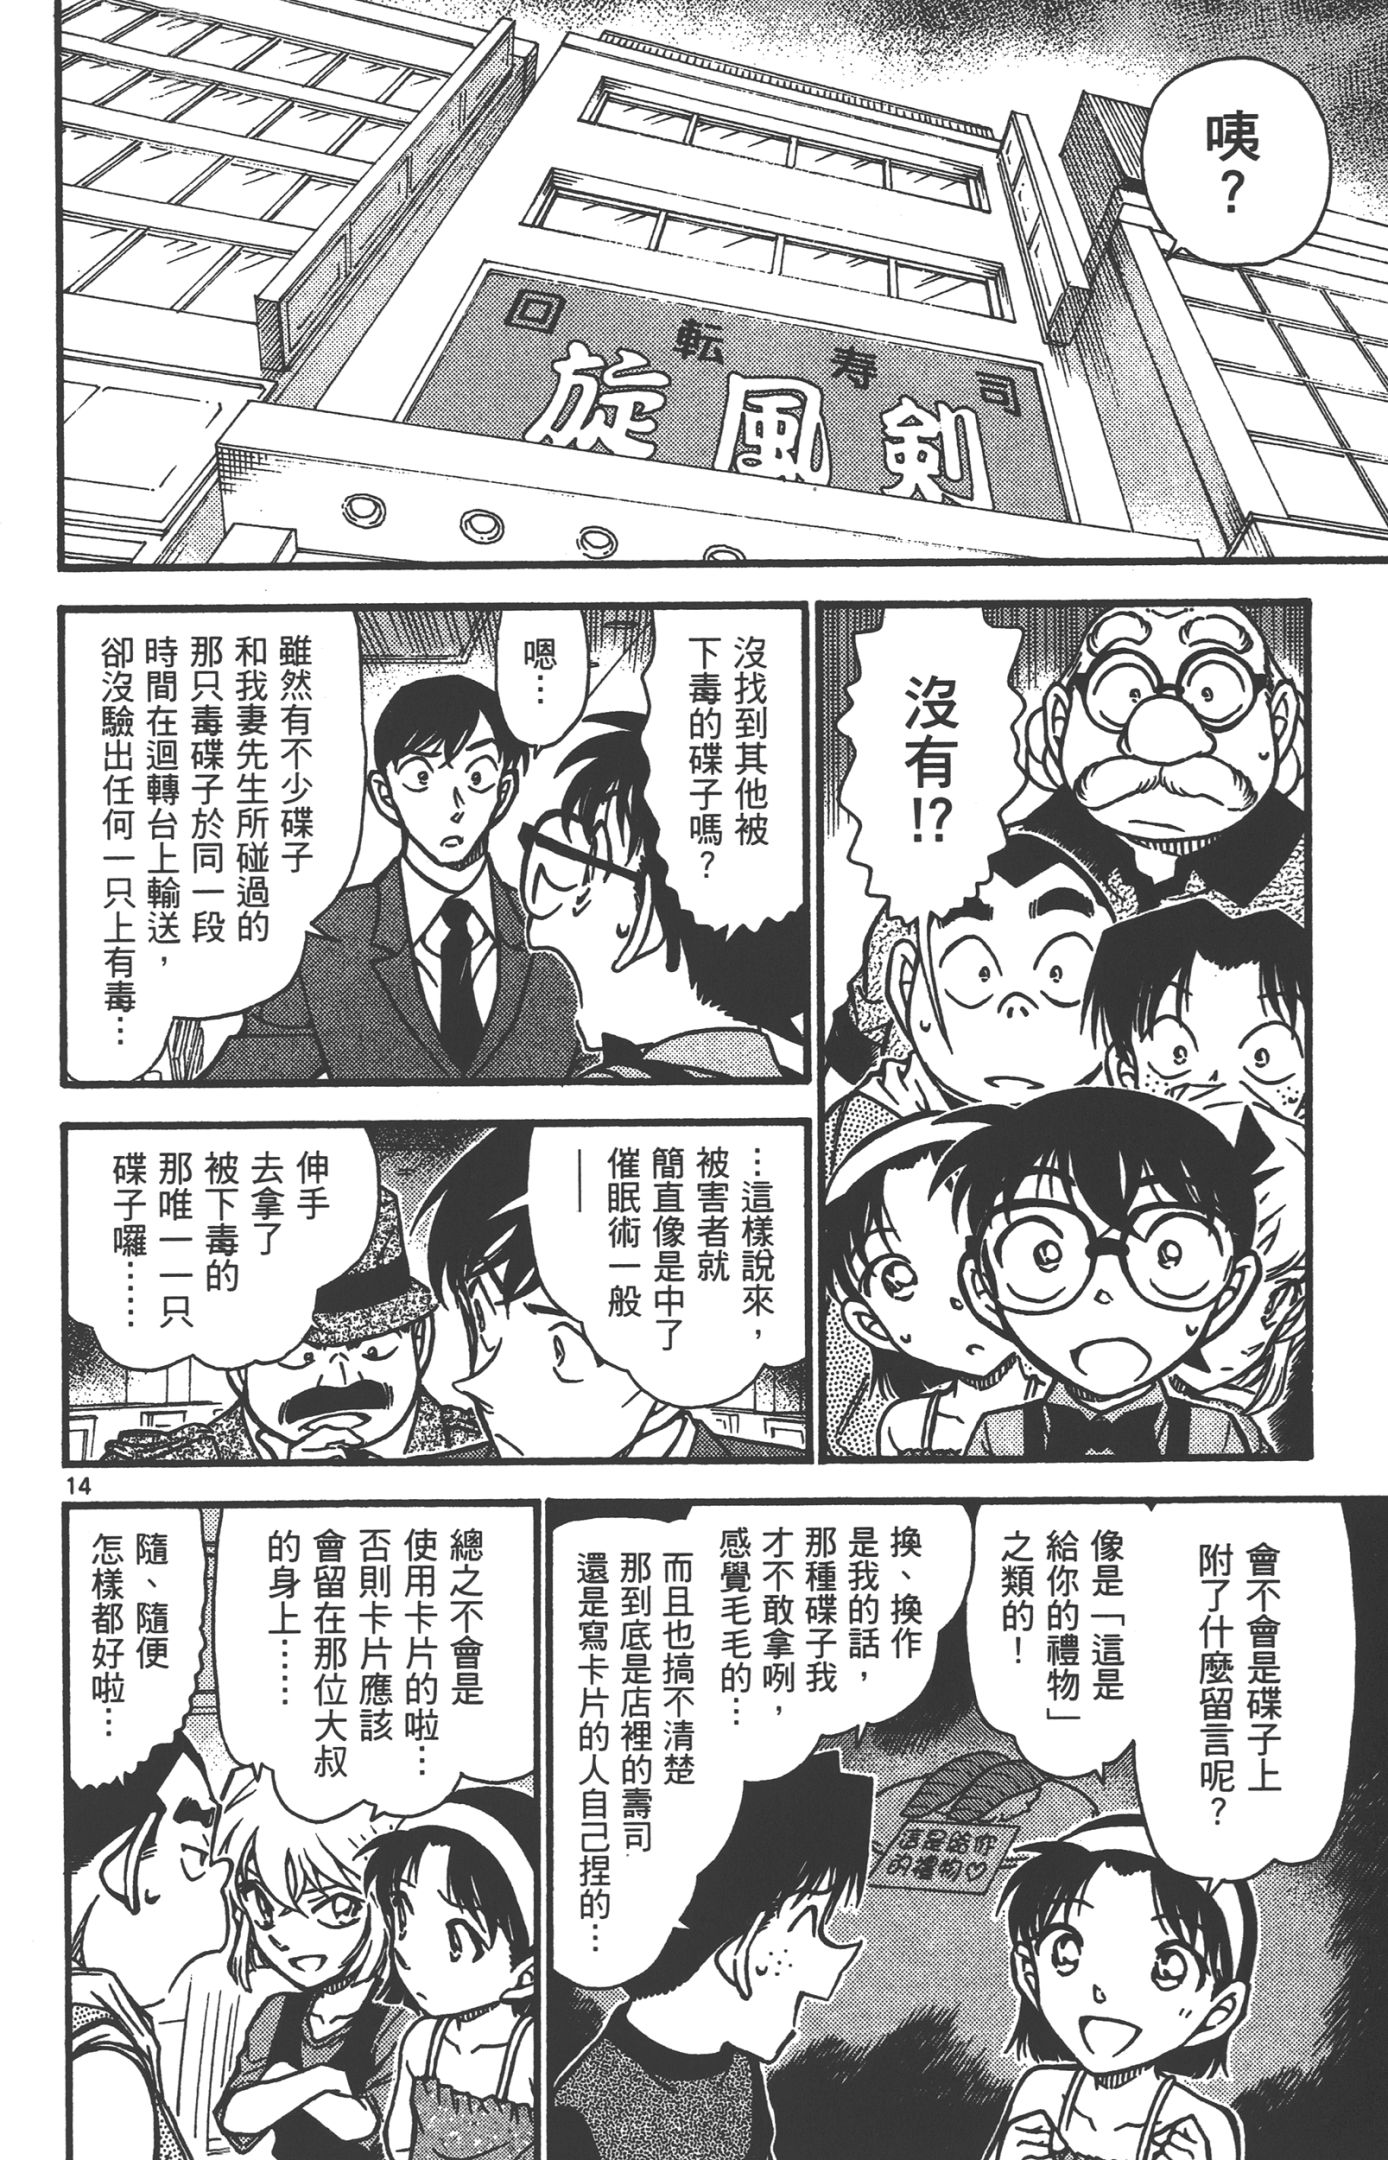 咦?
回転寿司
旋風剣
沒有!?
沒找到其他被
下毒的碟子嗎?
嗯…
雖然有不少碟子
和我妻先生所碰過的
那只毒碟子於同一段
時間在迴轉台上輸送，
卻沒驗出任何一只上有毒…
…這樣說來，
被害者就
簡直像是中了
催眠術一般
——
伸手
去拿了
被下毒的
那唯一一只
碟子囉……
14
會不會是碟子上
附了什麼留言呢?
像是「這是
給你的禮物」
之類的!
這是給你
的禮物♡
換、換作
是我的話，
那種碟子我
才不敢拿咧，
感覺毛毛的…
而且也搞不清楚
那到底是店裡的壽司
還是寫卡片的人自己捏的…
總之不會是
使用卡片的啦…
否則卡片應該
會留在那位大叔
的身上……
隨、隨便
怎樣都好啦…